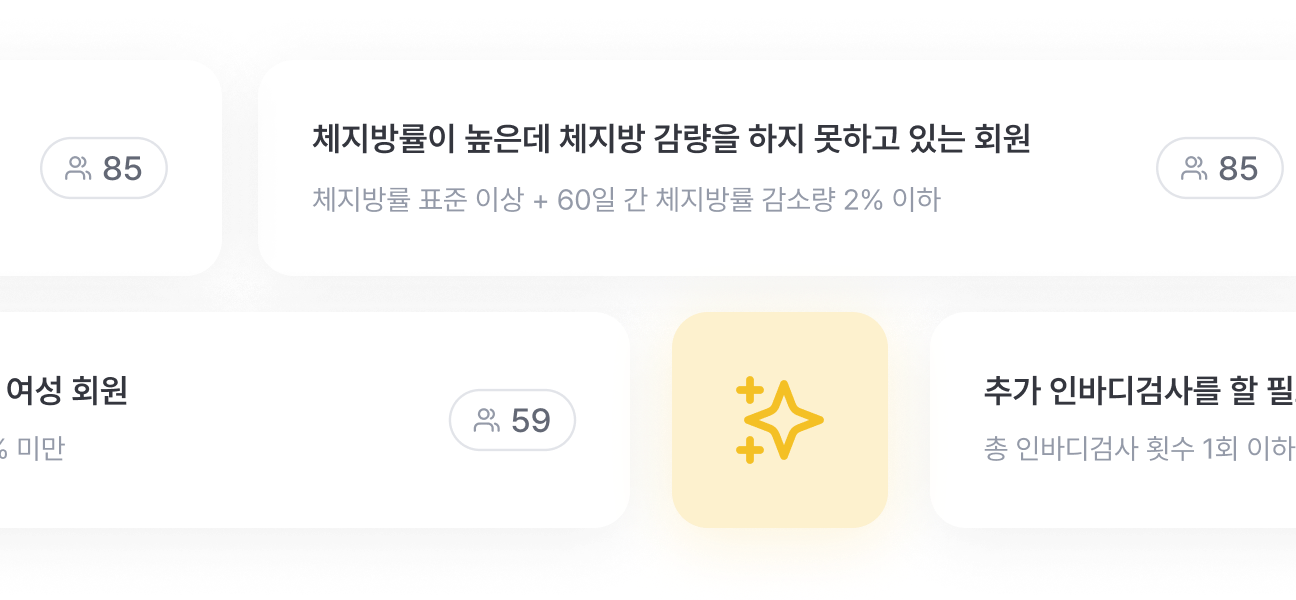 85
체지방률이 높은데 체지방 감량을 하지 못하고 있는 회원
체지방률 표준 이상 + 60일 간 체지방률 감소량 2% 이하
85
여성 회원
% 미만
59
추가 인바디검사를 할
총 인바디검사 횟수 1회 이하